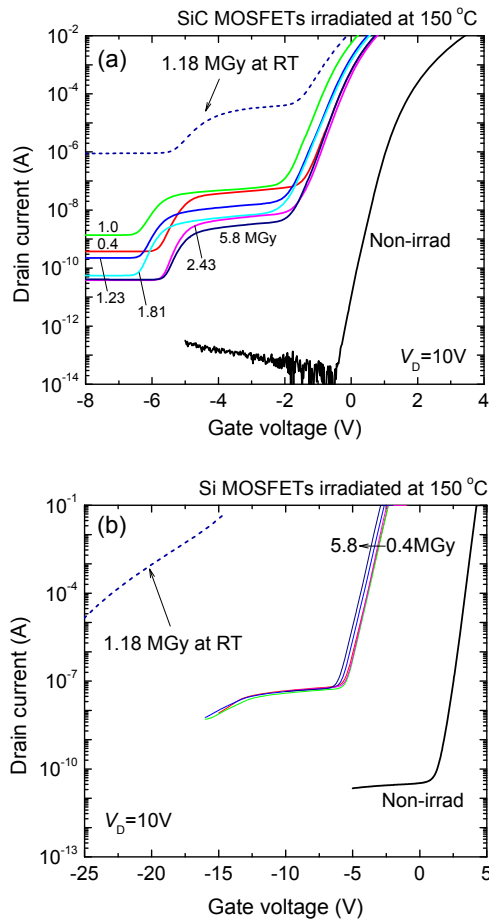 SiC MOSFETs irradiated at 150 °C
(a)
1.18 MGy at RT
1.0
0.4
1.23
1.81
2.43
5.8 MGy
Non-irrad
V_D=10V
Drain current (A)
10^-2
10^-4
10^-6
10^-8
10^-10
10^-12
10^-14
-8 -6 -4 -2 0 2 4
Gate voltage (V)
Si MOSFETs irradiated at 150 °C
(b)
5.8 0.4MGy
1.18 MGy at RT
Non-irrad
V_D=10V
Drain current (A)
10^-1
10^-4
10^-7
10^-10
10^-13
-25 -20 -15 -10 -5 0 5
Gate voltage (V)